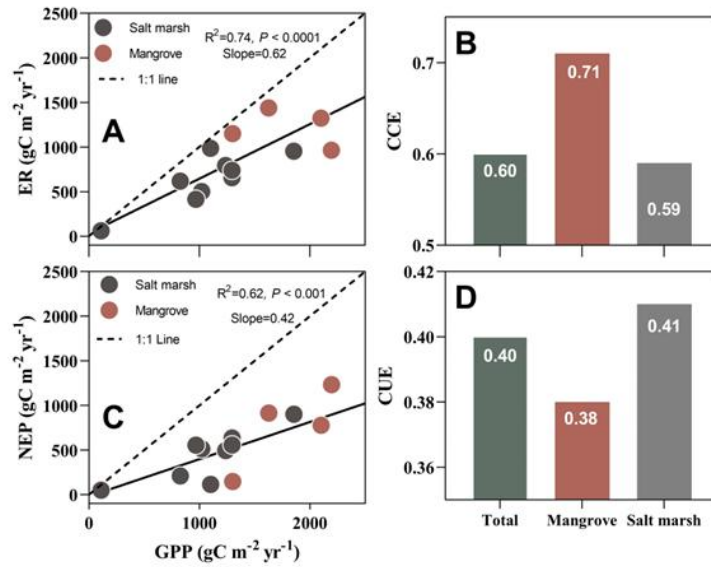 A
Salt marsh
Mangrove
1:1 line
R²=0.74, P < 0.0001
Slope=0.62
2500
2000
1500
1000
500
0
ER (gC m⁻² yr⁻¹)
B
0.7
0.6
0.5
CCE
0.60
0.71
0.59
C
Salt marsh
Mangrove
1:1 Line
R²=0.62, P < 0.001
Slope=0.42
2500
2000
1500
1000
500
0
NEP (gC m⁻² yr⁻¹)
0
1000
2000
GPP (gC m⁻² yr⁻¹)
D
0.42
0.40
0.38
0.36
CUE
0.40
0.38
0.41
Total
Mangrove
Salt marsh